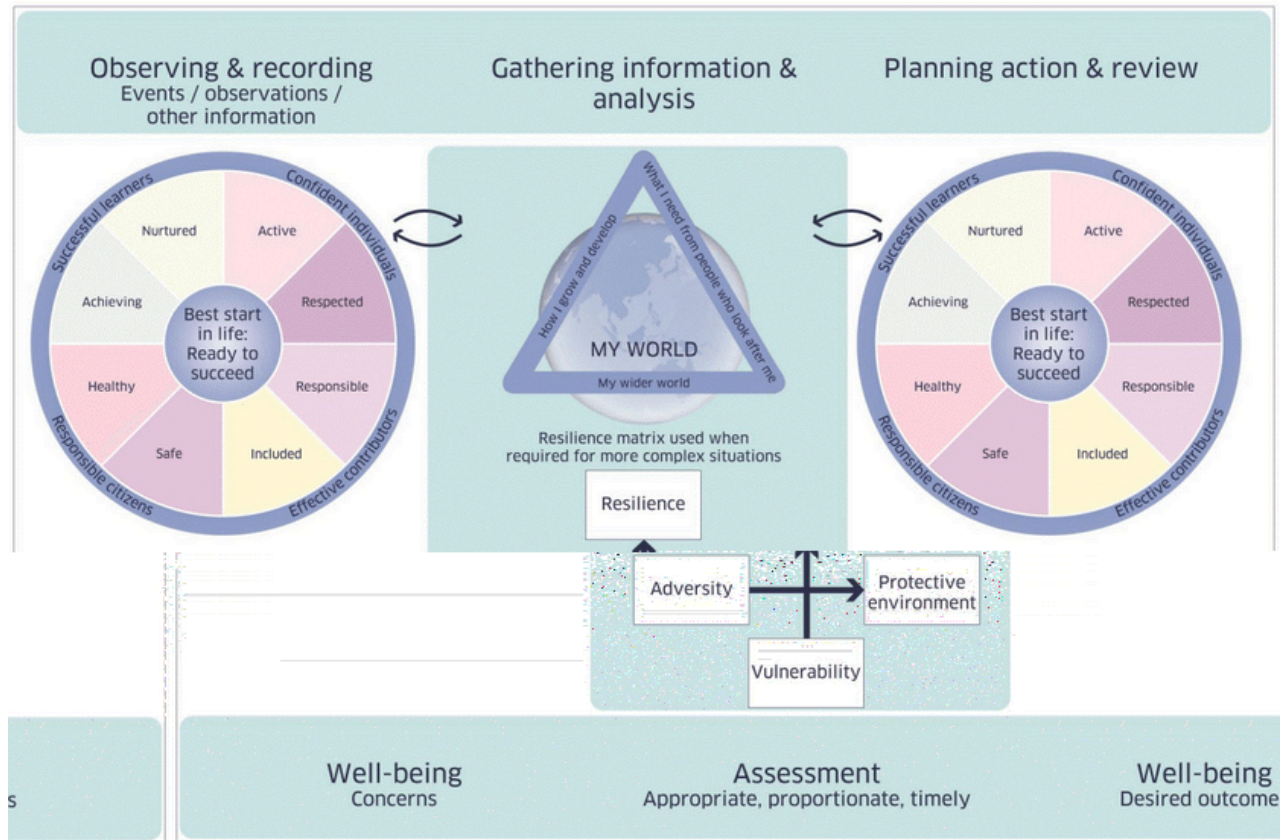 Observing & recording
Events / observations /
other information
Gathering information &
analysis
Planning action & review
Successful learners
Confident individuals
Nurtured
Active
Achieving
Respected
Best start
in life:
Ready to
succeed
Healthy
Responsible
Safe
Included
Responsible citizens
Effective contributors
How I grow and develop
What I need from people who look after me
MY WORLD
My wider world
Resilience matrix used when
required for more complex situations
Resilience
Successful learners
Confident individuals
Nurtured
Active
Achieving
Respected
Best start
in life:
Ready to
succeed
Healthy
Responsible
Safe
Included
Responsible citizens
Effective contributors
Adversity
Protective
environment
Vulnerability
s
Well-being
Concerns
Assessment
Appropriate, proportionate, timely
Well-being
Desired outcome